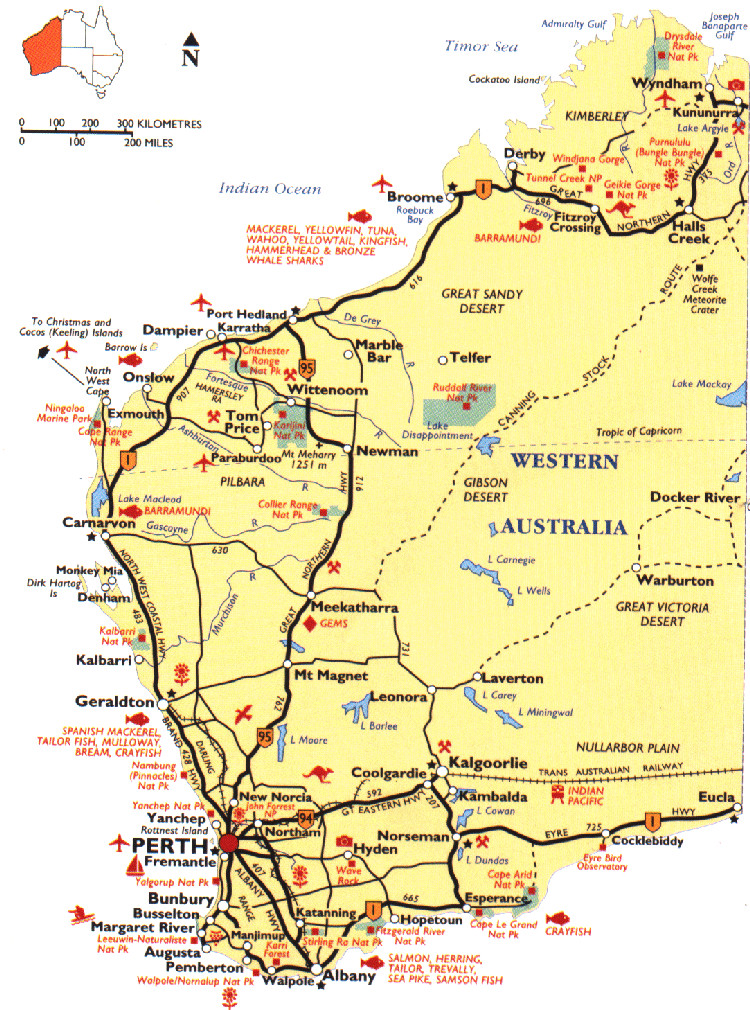 N
0 100 200 300 KILOMETRES
0 100 200 MILES
Timor Sea
Admiralty Gulf
Joseph
Bonaparte
Gulf
Drysdale
River
Nat Pk
Cockatoo Island
Wyndham
KIMBERLEY
Kununurra
Lake Argyle
Purnululu
(Bungle Bungle)
Nat Pk
R
Ord
R
HWY
385
Derby
Windjana Gorge
Tunnel Creek NP
Geikie Gorge
Nat Pk
GREAT
696
NORTHERN
Fitzroy
Fitzroy
Crossing
Halls
Creek
Indian Ocean
Broome
Roebuck
Bay
1
MACKEREL, YELLOWFIN, TUNA,
WAHOO, YELLOWTAIL, KINGFISH,
HAMMERHEAD & BRONZE
WHALE SHARKS
BARRAMUNDI
616
GREAT SANDY
DESERT
Wolfe
Creek
Meteorite
Crater
CANNING
STOCK
ROUTE
Port Hedland
Karratha
Dampier
De Grey
R
To Christmas and
Cocos (Keeling) Islands
Barrow Is
Chichester
Range
Nat Pk
Marble
Bar
Telfer
95
North
West
Cape
Onslow
907
Fortescue
HAMERSLEY
RA
Wittenoom
Rudall River
Nat Pk
Lake Mackay
Ningaloo
Marine Park
Exmouth
Cape Range
Nat Pk
Tom
Price
Karijini
Nat Pk
R
Lake
Disappointment
Tropic of Capricorn
Ashburton
R
Paraburdoo
Mt Meharry
1251 m
Newman
1
PILBARA
HWY
912
WESTERN
AUSTRALIA
GIBSON
DESERT
Docker River
Lake Macleod
BARRAMUNDI
Collier Range
Nat Pk
Carnarvon
Gascoyne
R
630
NORTHERN
L Carnegie
L Wells
Warburton
Monkey Mia
Dirk Hartog
Is
Denham
NORTH WEST COASTAL HWY
483
Murchison
R
GREAT
Meekatharra
GEMS
GREAT VICTORIA
DESERT
Kalbarri
Nat Pk
Kalbarri
731
Mt Magnet
Laverton
Leonora
L Carey
L Minigwal
Geraldton
762
L Barlee
SPANISH MACKEREL,
TAILOR FISH, MULLOWAY,
BREAM, CRAYFISH
BRAND
428
HWY
DARLING
95
L Moore
NULLARBOR PLAIN
Nambung
(Pinnacles)
Nat Pk
Kalgoorlie
Coolgardie
TRANS AUSTRALIAN RAILWAY
INDIAN
PACIFIC
New Norcia
John Forrest
NP
Yanchep Nat Pk
Yanchep
Rottnest Island
592
94
GT EASTERN HWY
207
Kambalda
L Cowan
Eucla
Northam
PERTH
Fremantle
Hyden
Wave
Rock
Norseman
EYRE
725
1
HWY
Cocklebiddy
Eyre Bird
Observatory
L Dundas
Yalgorup Nat Pk
407
ALBANY
HWY
Cape Arid
Nat Pk
Bunbury
Busselton
RANGE
665
1
Esperance
Margaret River
Katanning
Hopetoun
Cape Le Grand
Nat Pk
CRAYFISH
Leeuwin-Naturaliste
Nat Pk
Manjimup
Stirling Ra Nat Pk
Fitzgerald River
Nat Pk
Augusta
Karri
Forest
Pemberton
Walpole
Albany
SALMON, HERRING,
TAILOR, TREVALLY,
SEA PIKE, SAMSON FISH
Walpole/Nornalup Nat Pk